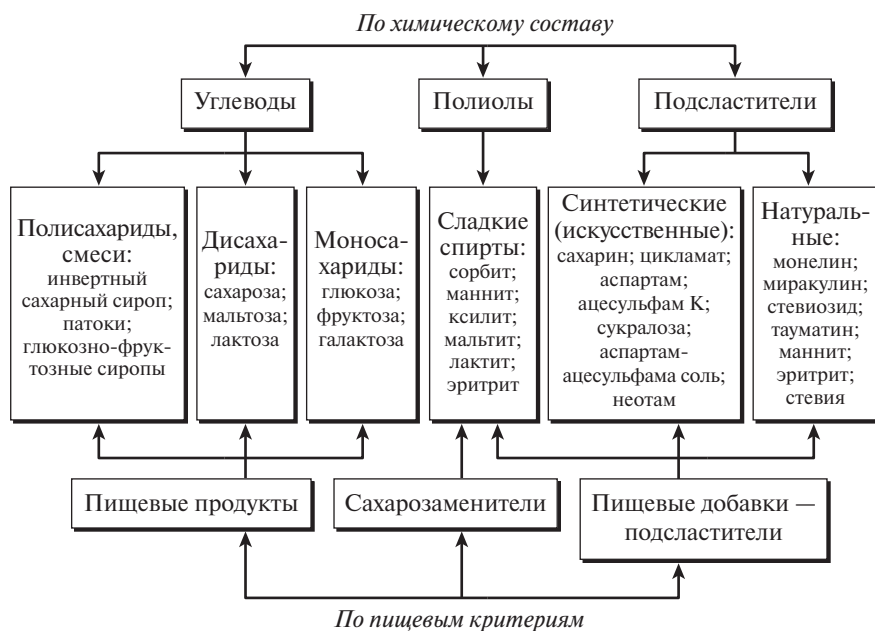 По химическому составу
Углеводы
Полиолы
Подсластители
Полисахариды,
смеси:
инвертный
сахарный сироп;
патоки;
глюкозно-фрук-
тозные сиропы
Дисаха-
риды:
сахароза;
мальтоза;
лактоза
Моноса-
хариды:
глюкоза;
фруктоза;
галактоза
Сладкие
спирты:
сорбит;
маннит;
ксилит;
мальтит;
лактит;
эритрит
Синтетические
(искусственные):
сахарин; цикламат;
аспартам;
ацесульфам К;
сукралоза;
аспартам-
ацесульфама соль;
неотам
Натураль-
ные:
монелин;
миракулин;
стевиозид;
тауматин;
маннит;
эритрит;
стевия
Пищевые продукты
Сахарозаменители
Пищевые добавки —
подсластители
По пищевым критериям